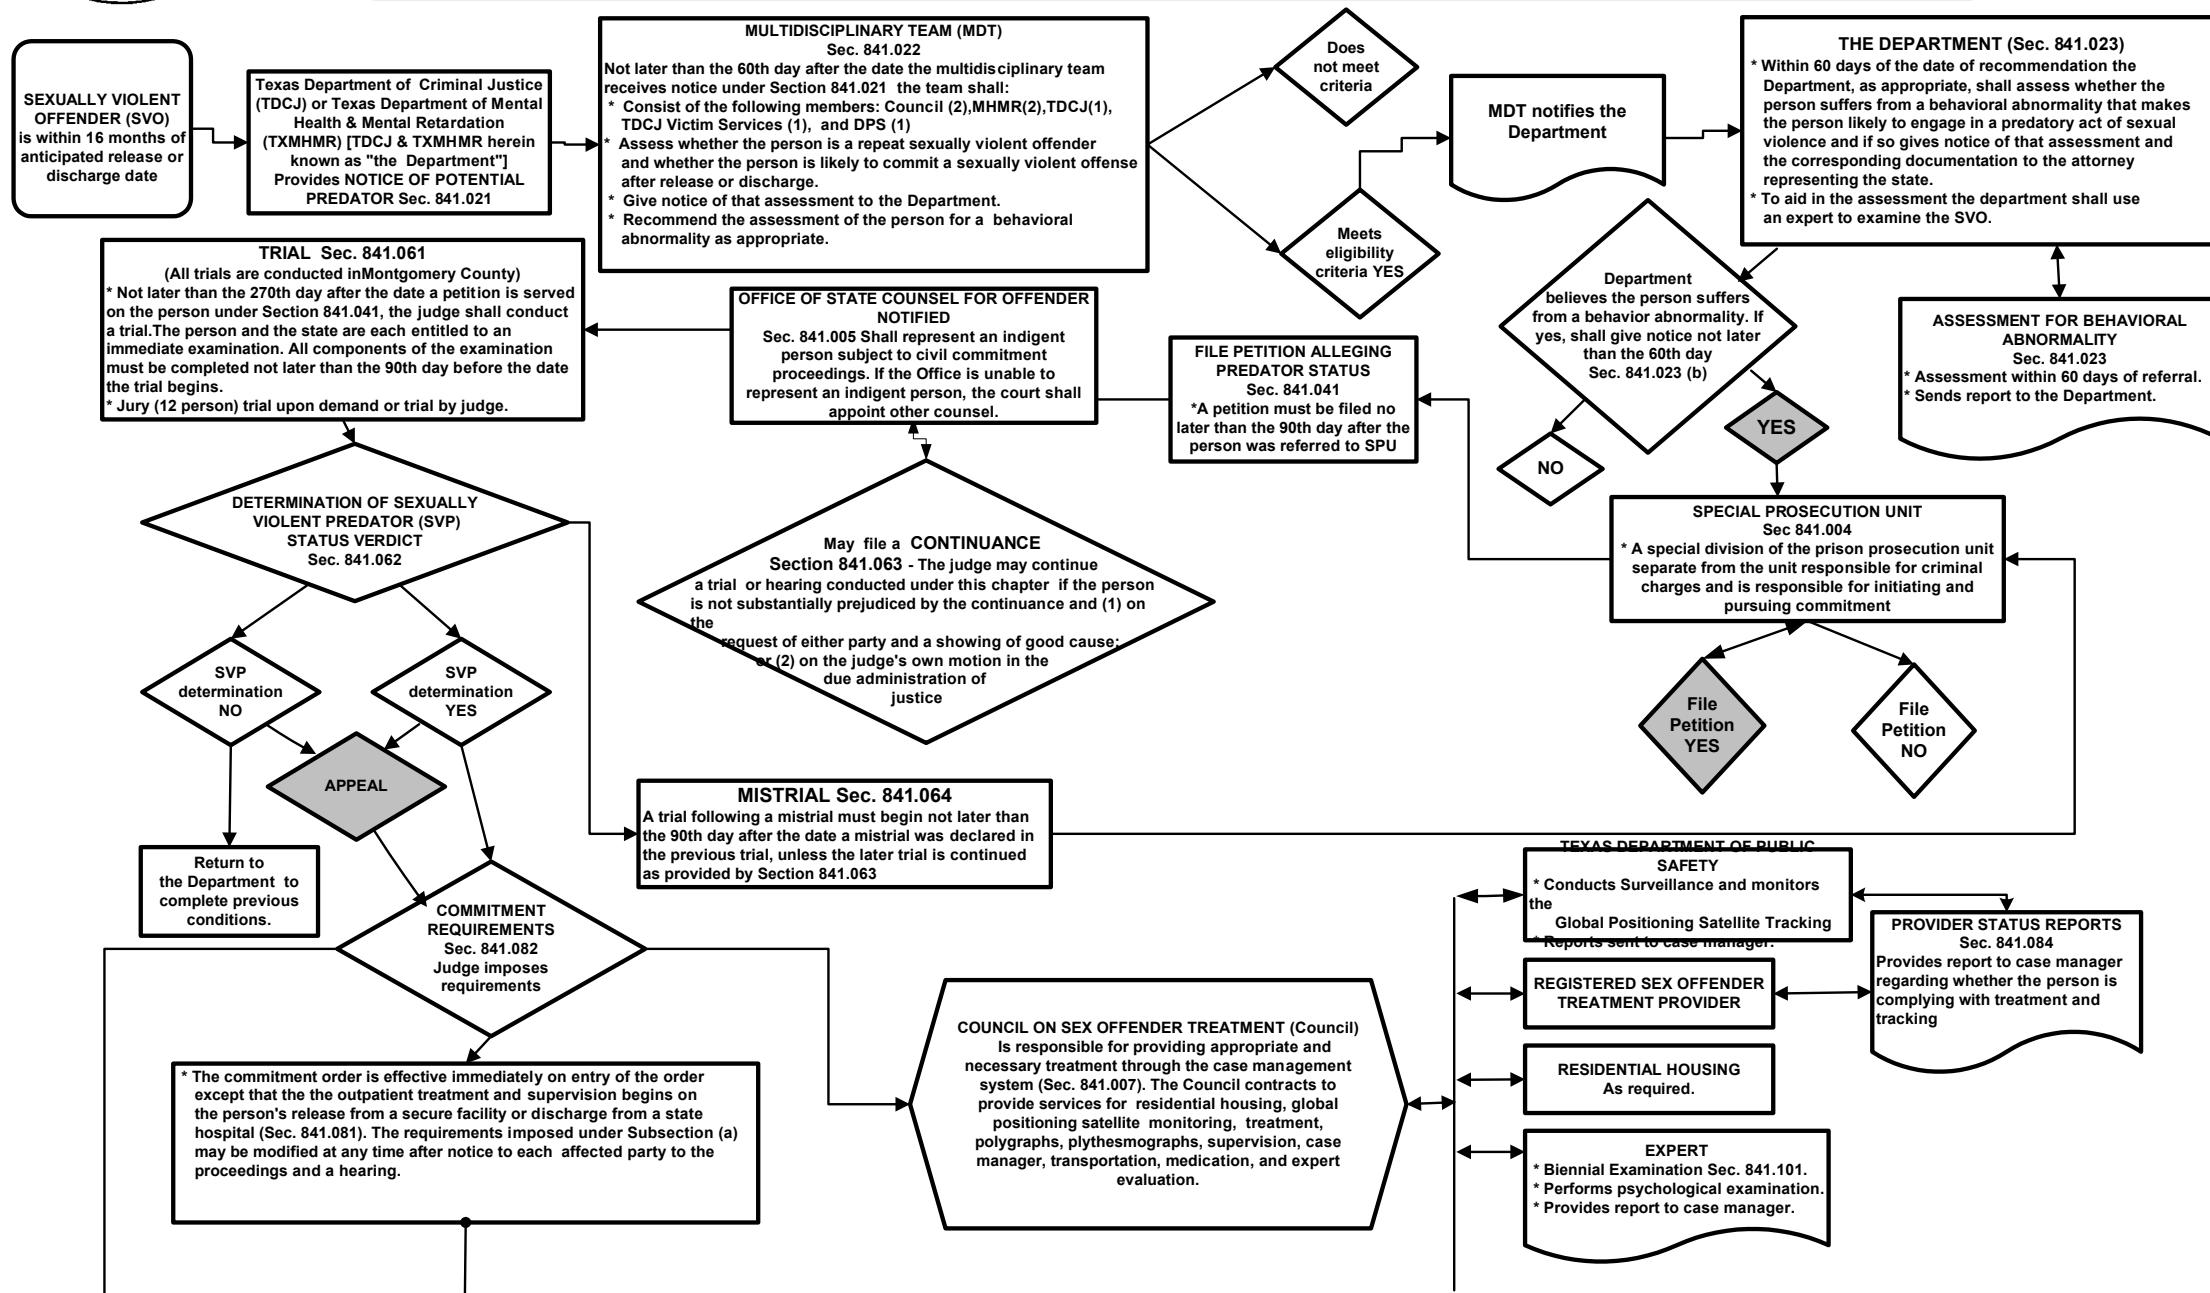 SEXUALLY VIOLENT
OFFENDER (SVO)
is within 16 months of
anticipated release or
discharge date
Texas Department of Criminal Justice
(TDCJ) or Texas Department of Mental
Health & Mental Retardation
(TXMHMR) [TDCJ & TXMHMR herein
known as "the Department"]
Provides NOTICE OF POTENTIAL
PREDATOR Sec. 841.021
MULTIDISCIPLINARY TEAM (MDT)
Sec. 841.022
Not later than the 60th day after the date the multidisciplinary team
receives notice under Section 841.021 the team shall:
* Consist of the following members: Council (2),MHMR(2),TDCJ(1),
TDCJ Victim Services (1), and DPS (1)
* Assess whether the person is a repeat sexually violent offender
and whether the person is likely to commit a sexually violent offense
after release or discharge.
* Give notice of that assessment to the Department.
* Recommend the assessment of the person for a behavioral
abnormality as appropriate.
Does
not meet
criteria
Meets
eligibility
criteria YES
MDT notifies the
Department
THE DEPARTMENT (Sec. 841.023)
* Within 60 days of the date of recommendation the
Department, as appropriate, shall assess whether the
person suffers from a behavioral abnormality that makes
the person likely to engage in a predatory act of sexual
violence and if so gives notice of that assessment and
the corresponding documentation to the attorney
representing the state.
* To aid in the assessment the department shall use
an expert to examine the SVO.
ASSESSMENT FOR BEHAVIORAL
ABNORMALITY
Sec. 841.023
* Assessment within 60 days of referral.
* Sends report to the Department.
Department
believes the person suffers
from a behavior abnormality. If
yes, shall give notice not later
than the 60th day
Sec. 841.023 (b)
NO
YES
SPECIAL PROSECUTION UNIT
Sec 841.004
* A special division of the prison prosecution unit
separate from the unit responsible for criminal
charges and is responsible for initiating and
pursuing commitment
File
Petition
YES
File
Petition
NO
FILE PETITION ALLEGING
PREDATOR STATUS
Sec. 841.041
*A petition must be filed no
later than the 90th day after the
person was referred to SPU
OFFICE OF STATE COUNSEL FOR OFFENDER
NOTIFIED
Sec. 841.005 Shall represent an indigent
person subject to civil commitment
proceedings. If the Office is unable to
represent an indigent person, the court shall
appoint other counsel.
May file a CONTINUANCE
Section 841.063 - The judge may continue
a trial or hearing conducted under this chapter if the person
is not substantially prejudiced by the continuance and (1) on
the
request of either party and a showing of good cause;
or (2) on the judge's own motion in the
due administration of
justice
TRIAL Sec. 841.061
(All trials are conducted inMontgomery County)
* Not later than the 270th day after the date a petition is served
on the person under Section 841.041, the judge shall conduct
a trial.The person and the state are each entitled to an
immediate examination. All components of the examination
must be completed not later than the 90th day before the date
the trial begins.
* Jury (12 person) trial upon demand or trial by judge.
DETERMINATION OF SEXUALLY
VIOLENT PREDATOR (SVP)
STATUS VERDICT
Sec. 841.062
SVP
determination
NO
SVP
determination
YES
APPEAL
Return to
the Department to
complete previous
conditions.
MISTRIAL Sec. 841.064
A trial following a mistrial must begin not later than
the 90th day after the date a mistrial was declared in
the previous trial, unless the later trial is continued
as provided by Section 841.063
COMMITMENT
REQUIREMENTS
Sec. 841.082
Judge imposes
requirements
* The commitment order is effective immediately on entry of the order
except that the the outpatient treatment and supervision begins on
the person's release from a secure facility or discharge from a state
hospital (Sec. 841.081). The requirements imposed under Subsection (a)
may be modified at any time after notice to each affected party to the
proceedings and a hearing.
COUNCIL ON SEX OFFENDER TREATMENT (Council)
Is responsible for providing appropriate and
necessary treatment through the case management
system (Sec. 841.007). The Council contracts to
provide services for residential housing, global
positioning satellite monitoring, treatment,
polygraphs, plythesmographs, supervision, case
manager, transportation, medication, and expert
evaluation.
TEXAS DEPARTMENT OF PUBLIC
SAFETY
* Conducts Surveillance and monitors
the
Global Positioning Satellite Tracking
* Reports sent to case manager.
PROVIDER STATUS REPORTS
Sec. 841.084
Provides report to case manager
regarding whether the person is
complying with treatment and
tracking
REGISTERED SEX OFFENDER
TREATMENT PROVIDER
RESIDENTIAL HOUSING
As required.
EXPERT
* Biennial Examination Sec. 841.101.
* Performs psychological examination.
* Provides report to case manager.